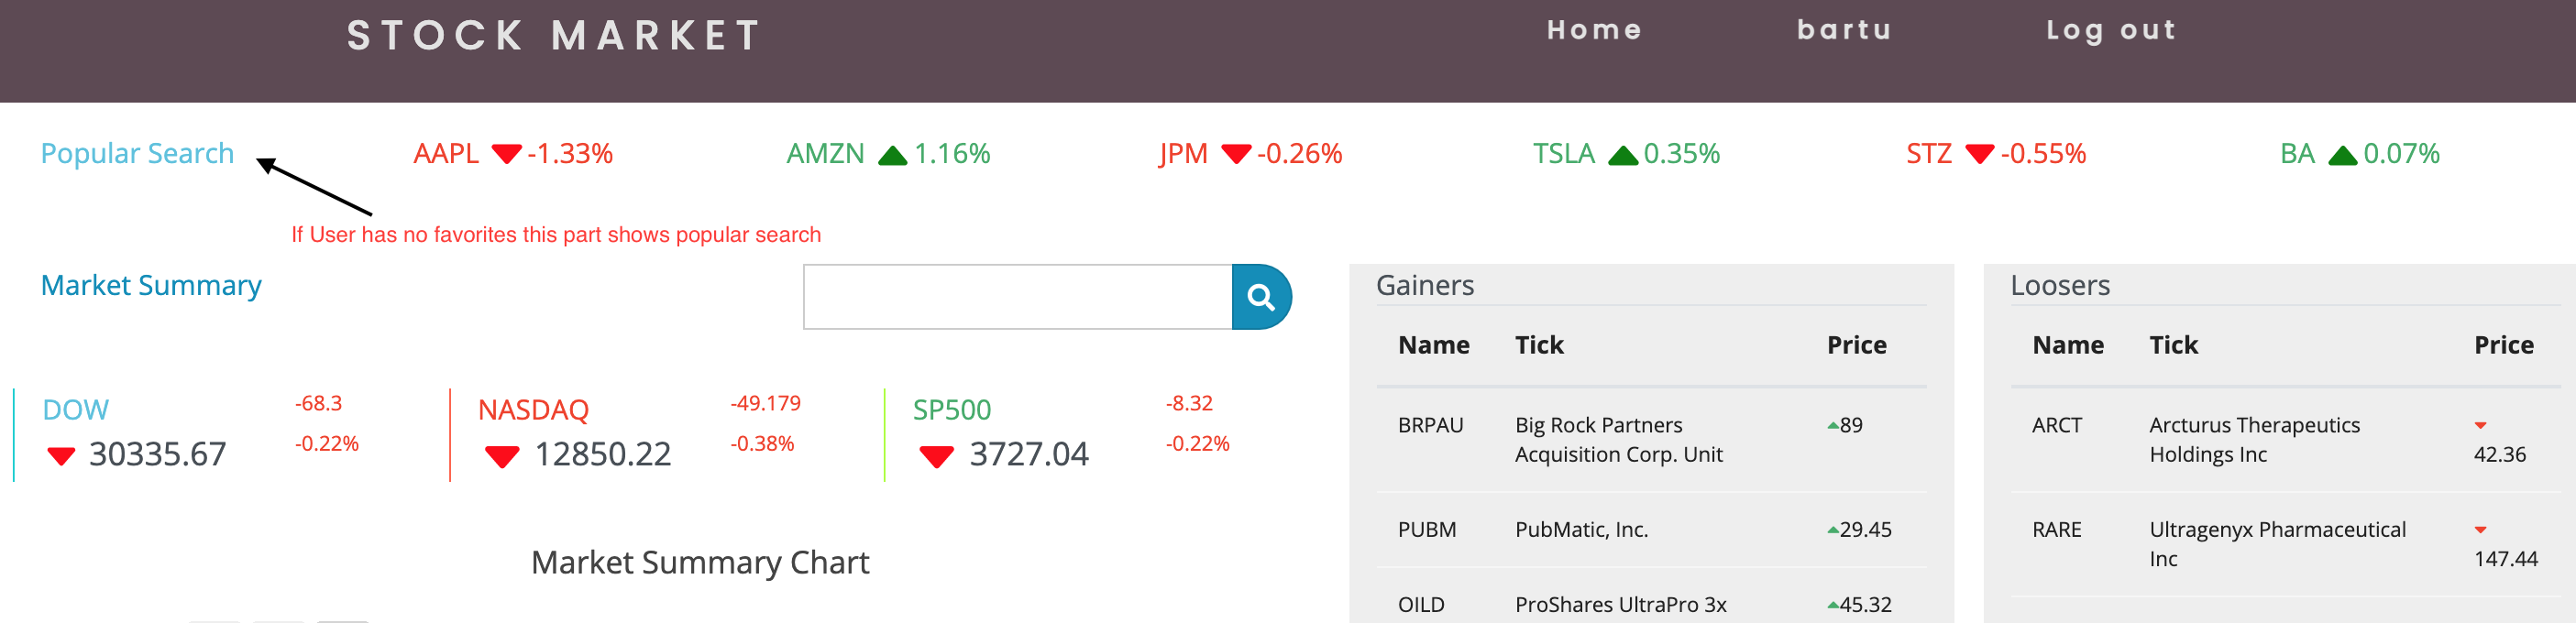 STOCK MARKET Home bartu Log out
Popular Search AAPL -1.33% AMZN 1.16% JPM -0.26% TSLA 0.35% STZ -0.55% BA 0.07%
If User has no favorites this part shows popular search
Market Summary
DOW -68.3
30335.67 -0.22%
NASDAQ -49.179
12850.22 -0.38%
SP500 -8.32
3727.04 -0.22%
Market Summary Chart
Gainers
Name Tick Price
BRPAU Big Rock Partners 89
Acquisition Corp. Unit
PUBM PubMatic, Inc. 29.45
OILD ProShares UltraPro 3x 45.32
Loosers
Name Tick Price
ARCT Arcturus Therapeutics
Holdings Inc 42.36
RARE Ultragenyx Pharmaceutical
Inc 147.44